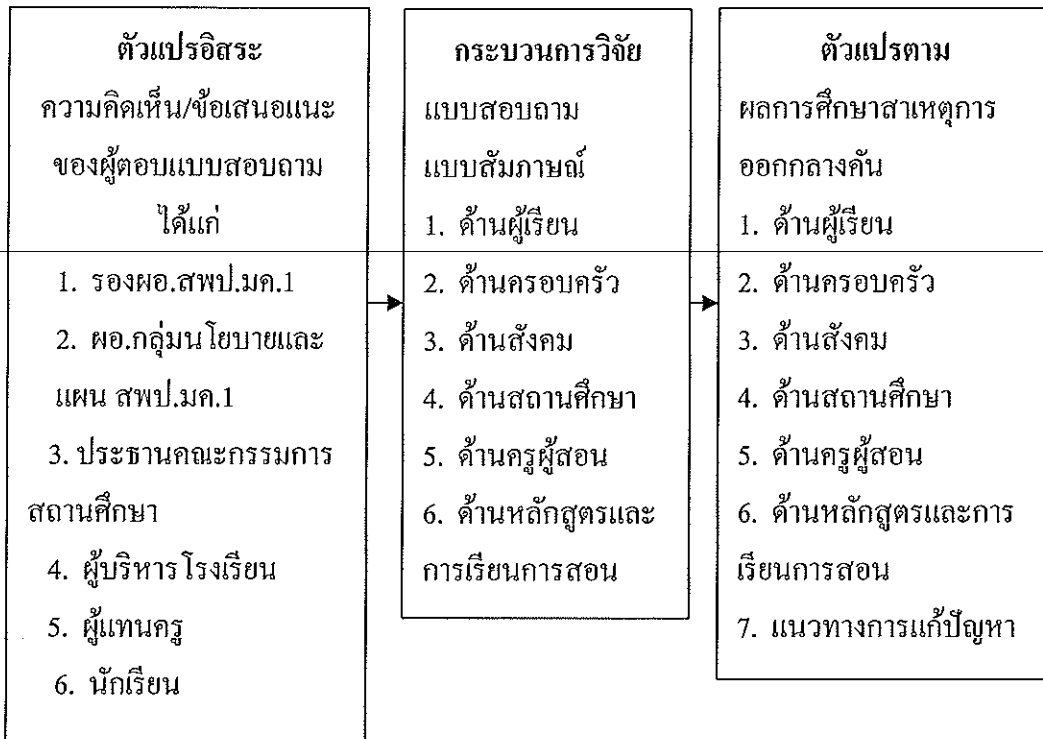 ตัวแปรอิสระ
ความคิดเห็น/ข้อเสนอแนะ
ของผู้ตอบแบบสอบถาม
ได้แก่
1. รองผอ.สพป.มค.1
2. ผอ.กลุ่มนโยบายและ
แผน สพป.มค.1
3. ประธานคณะกรรมการ
สถานศึกษา
4. ผู้บริหารโรงเรียน
5. ผู้แทนครู
6. นักเรียน
กระบวนการวิจัย
แบบสอบถาม
แบบสัมภาษณ์
1. ด้านผู้เรียน
2. ด้านครอบครัว
3. ด้านสังคม
4. ด้านสถานศึกษา
5. ด้านครูผู้สอน
6. ด้านหลักสูตรและ
การเรียนการสอน
ตัวแปรตาม
ผลการศึกษาสาเหตุการ
ออกกลางคัน
1. ด้านผู้เรียน
2. ด้านครอบครัว
3. ด้านสังคม
4. ด้านสถานศึกษา
5. ด้านครูผู้สอน
6. ด้านหลักสูตรและการ
เรียนการสอน
7. แนวทางการแก้ปัญหา